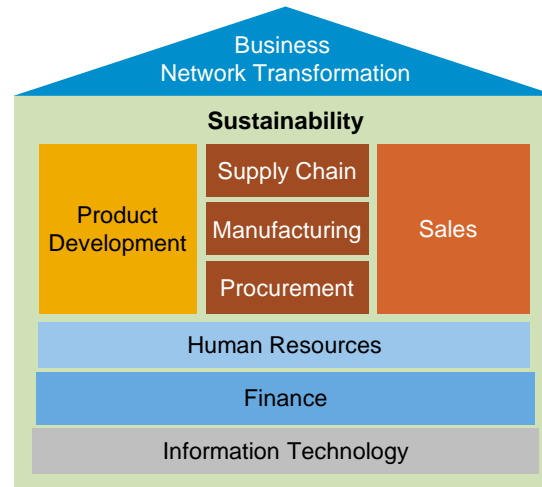 Business
Network Transformation
Sustainability
Product
Development
Supply Chain
Manufacturing
Procurement
Sales
Human Resources
Finance
Information Technology